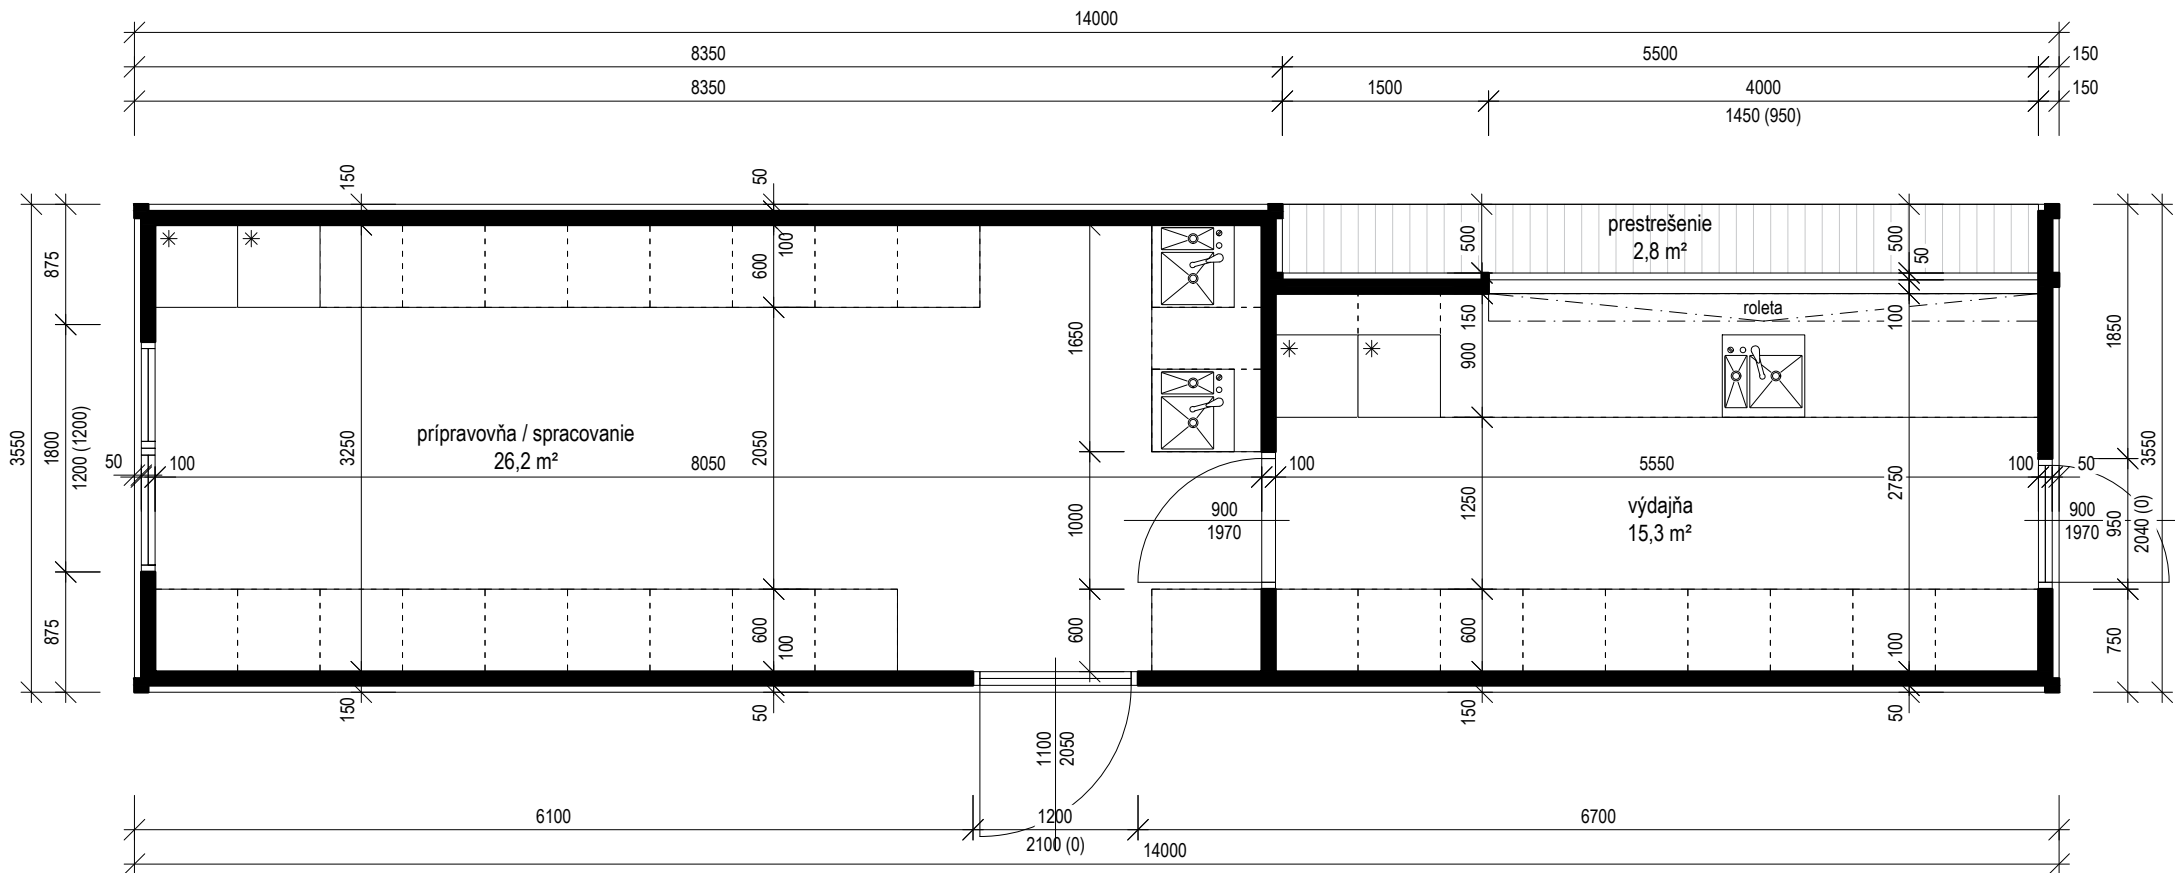 14000
8350 5500 150
8350 1500 4000 150
1450 (950)
150 50
3550 875 1800 1200 (1200) 875
50 100
100 600
prípravovňa / spracovanie
26,2 m²
3250 8050 2050
1650
1000
600
600 100
150 50
prestrešenie
2,8 m²
500 500 50
roleta
150 100
900
100 5550 100 50
900
1970
1250 2750
výdajňa
15,3 m²
600 100
150 50
900
1970
1850
950
2040 (0)
750
3550
1100
2050
6100 1200 6700
2100 (0)
14000